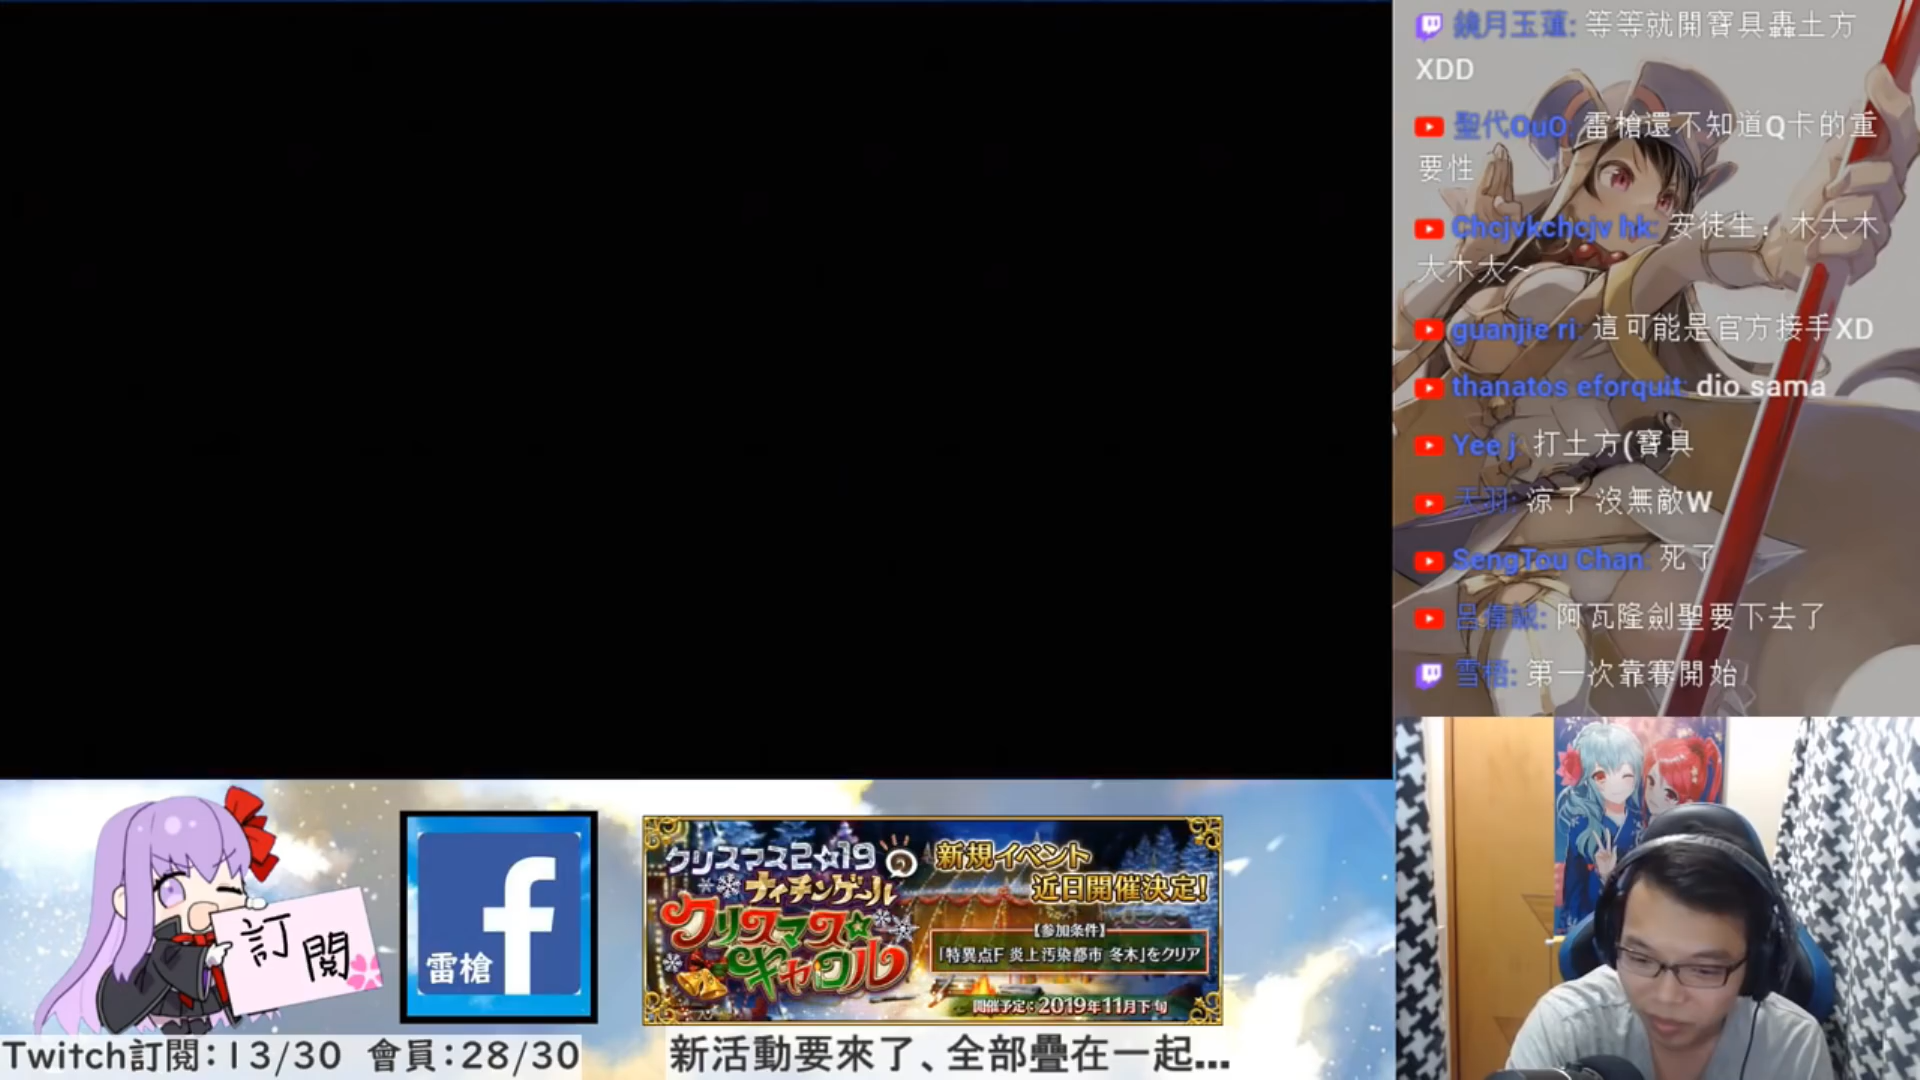 鏡月玉蓮: 等等就開寶具轟土方
XDD
聖代OuO: 雷槍還不知道Q卡的重
要性
Chcjvkchcjv hk: 安徒生：木大木
大木大～
guanjie ri: 這可能是官方接手XD
thanatos eforquit: dio sama
Yee j: 打土方(寶具
天羽: 涼了 沒無敵W
SengTou Chan: 死了
呂偉誠: 阿瓦隆劍聖要下去了
雪梧: 第一次靠賽開始
訂閱
雷槍
クリスマス2019
ナイチンゲール
クリスマス☆
キャロル
新規イベント
近日開催決定!
【参加条件】
「特異点F 炎上汚染都市 冬木」をクリア
開催予定：2019年11月下旬
Twitch訂閱：13/30 會員：28/30
新活動要來了、全部疊在一起...